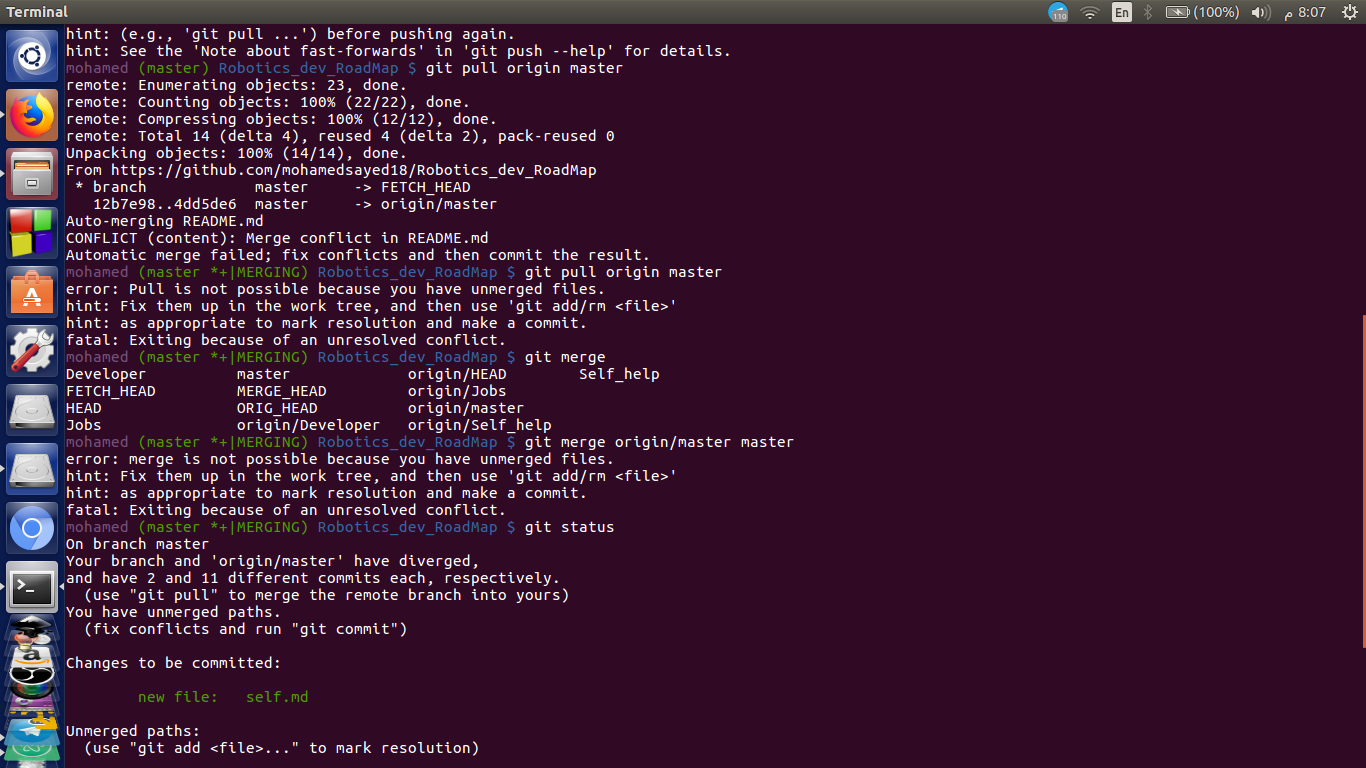 Terminal
110
En
(100%)
8:07 م
hint: (e.g., 'git pull ...') before pushing again.
hint: See the 'Note about fast-forwards' in 'git push --help' for details.
mohamed (master) Robotics_dev_RoadMap $ git pull origin master
remote: Enumerating objects: 23, done.
remote: Counting objects: 100% (22/22), done.
remote: Compressing objects: 100% (12/12), done.
remote: Total 14 (delta 4), reused 4 (delta 2), pack-reused 0
Unpacking objects: 100% (14/14), done.
From https://github.com/mohamedsayed18/Robotics_dev_RoadMap
 * branch            master     -> FETCH_HEAD
   12b7e98..4dd5de6  master     -> origin/master
Auto-merging README.md
CONFLICT (content): Merge conflict in README.md
Automatic merge failed; fix conflicts and then commit the result.
mohamed (master *+|MERGING) Robotics_dev_RoadMap $ git pull origin master
error: Pull is not possible because you have unmerged files.
hint: Fix them up in the work tree, and then use 'git add/rm <file>'
hint: as appropriate to mark resolution and make a commit.
fatal: Exiting because of an unresolved conflict.
mohamed (master *+|MERGING) Robotics_dev_RoadMap $ git merge
Developer          master             origin/HEAD        Self_help
FETCH_HEAD         MERGE_HEAD         origin/Jobs
HEAD               ORIG_HEAD          origin/master
Jobs               origin/Developer   origin/Self_help
mohamed (master *+|MERGING) Robotics_dev_RoadMap $ git merge origin/master master
error: merge is not possible because you have unmerged files.
hint: Fix them up in the work tree, and then use 'git add/rm <file>'
hint: as appropriate to mark resolution and make a commit.
fatal: Exiting because of an unresolved conflict.
mohamed (master *+|MERGING) Robotics_dev_RoadMap $ git status
On branch master
Your branch and 'origin/master' have diverged,
and have 2 and 11 different commits each, respectively.
  (use "git pull" to merge the remote branch into yours)
You have unmerged paths.
  (fix conflicts and run "git commit")
Changes to be committed:
        new file:   self.md
Unmerged paths:
  (use "git add <file>..." to mark resolution)